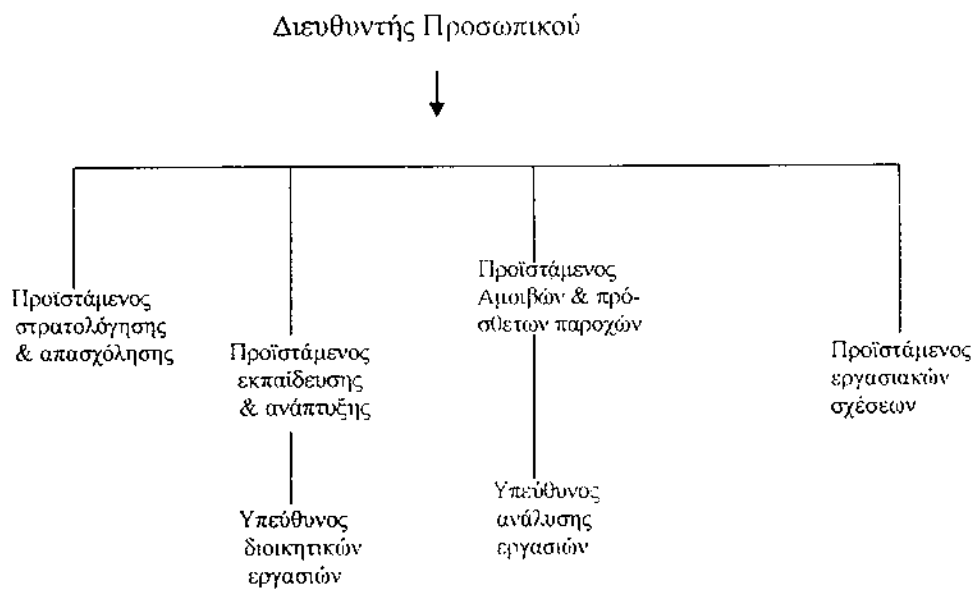 Διευθυντής Προσωπικού
Προϊστάμενος
στρατολόγησης
& απασχόλησης
Προϊστάμενος
εκπαίδευσης
& ανάπτυξης
Υπεύθυνος
διοικητικών
εργασιών
Προϊστάμενος
Αμοιβών & πρό-
σθετων παροχών
Υπεύθυνος
ανάλυσης
εργασιών
Προϊστάμενος
εργασιακών
σχέσεων